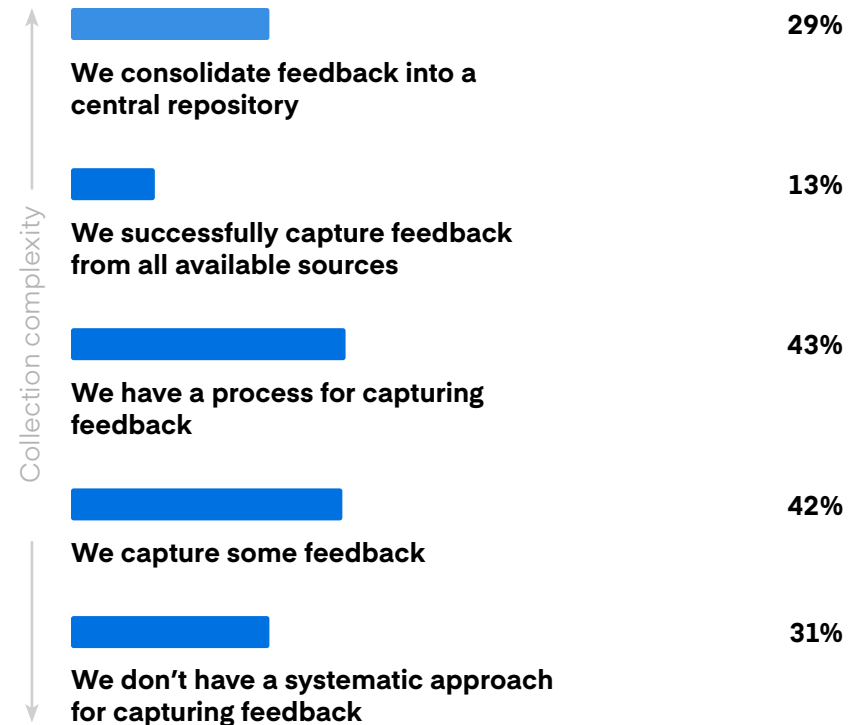 29%
We consolidate feedback into a
central repository
13%
We successfully capture feedback
from all available sources
43%
We have a process for capturing
feedback
42%
We capture some feedback
31%
We don’t have a systematic approach
for capturing feedback
Collection complexity